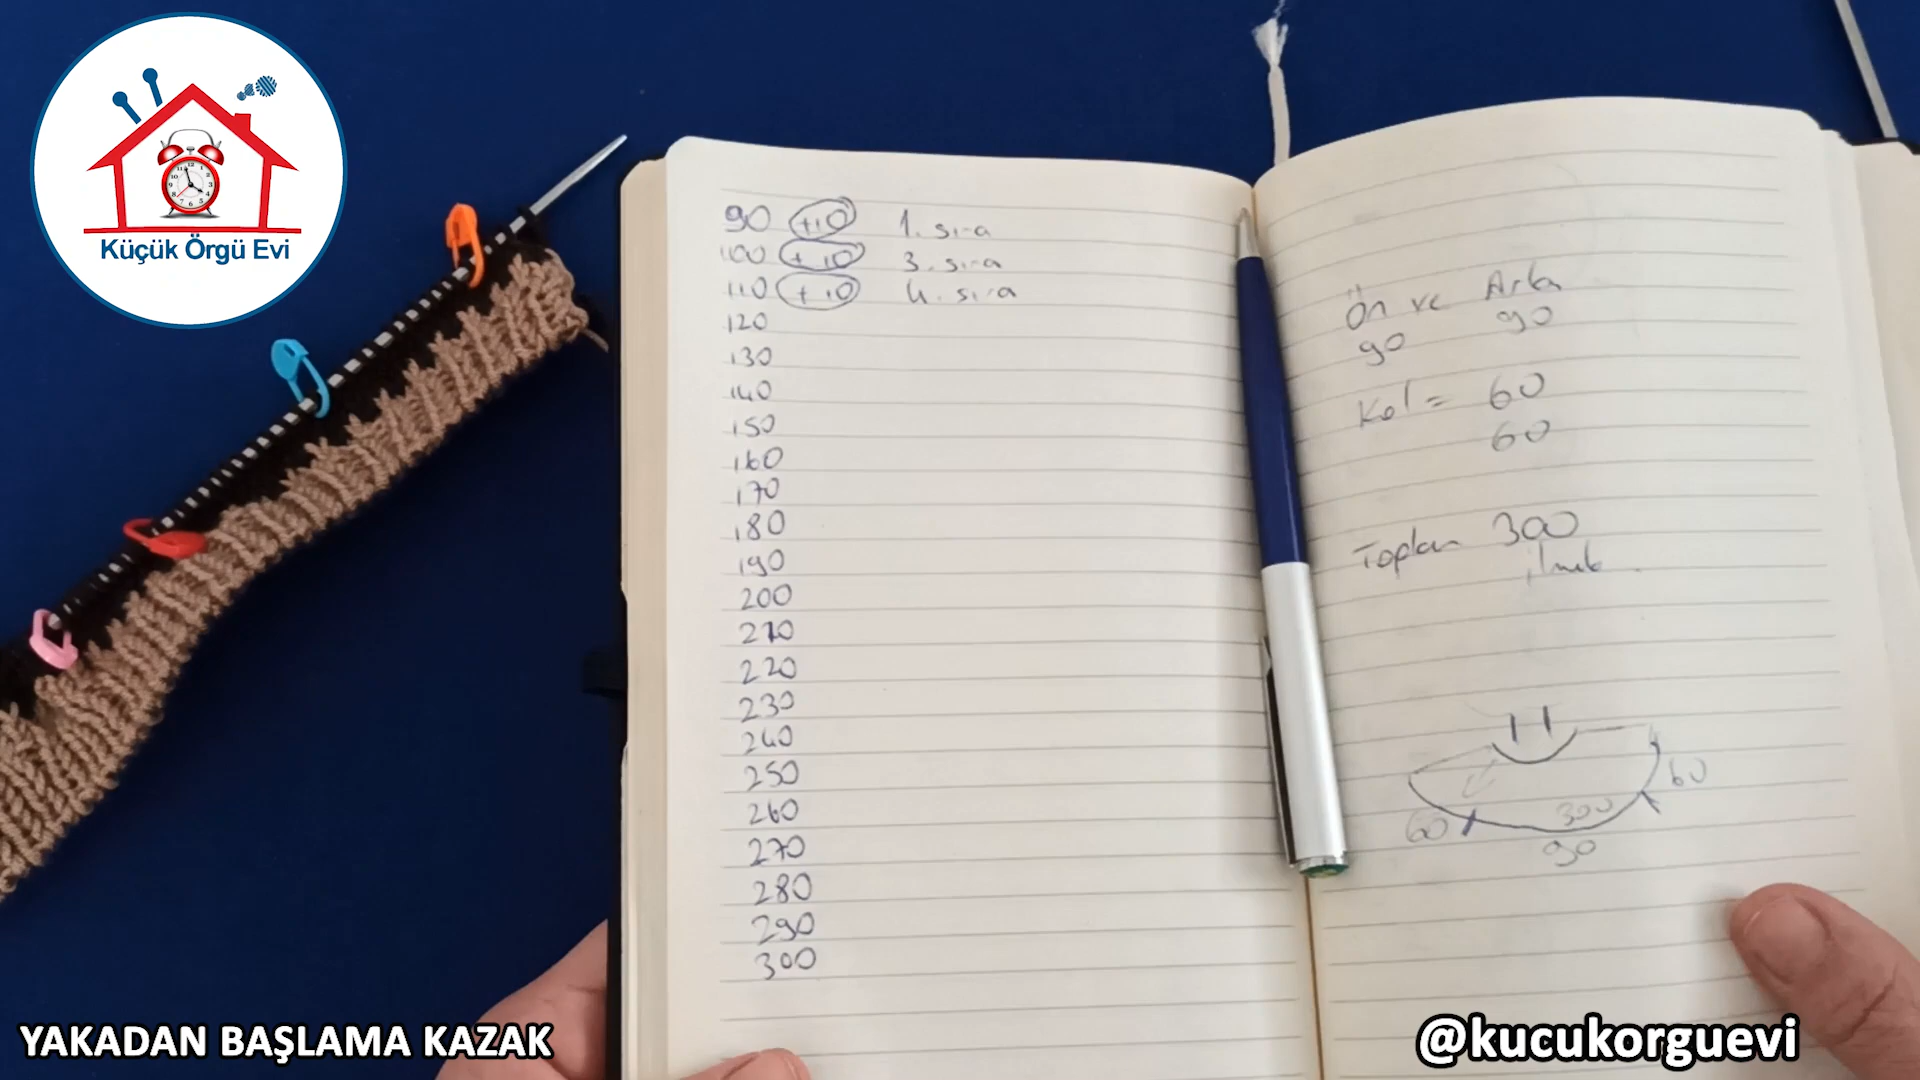 Küçük Örgü Evi
90 +10 1. sıra
100 +10 3. sıra
110 +10 4. sıra
120
130
140
150
160
170
180
190
200
210
220
230
240
250
260
270
280
290
300
Ön ve Arka
90 90
Kol = 60
60
Toplam 300
ilmek.
60
300
60
90
YAKADAN BAŞLAMA KAZAK
@kucukorguevi